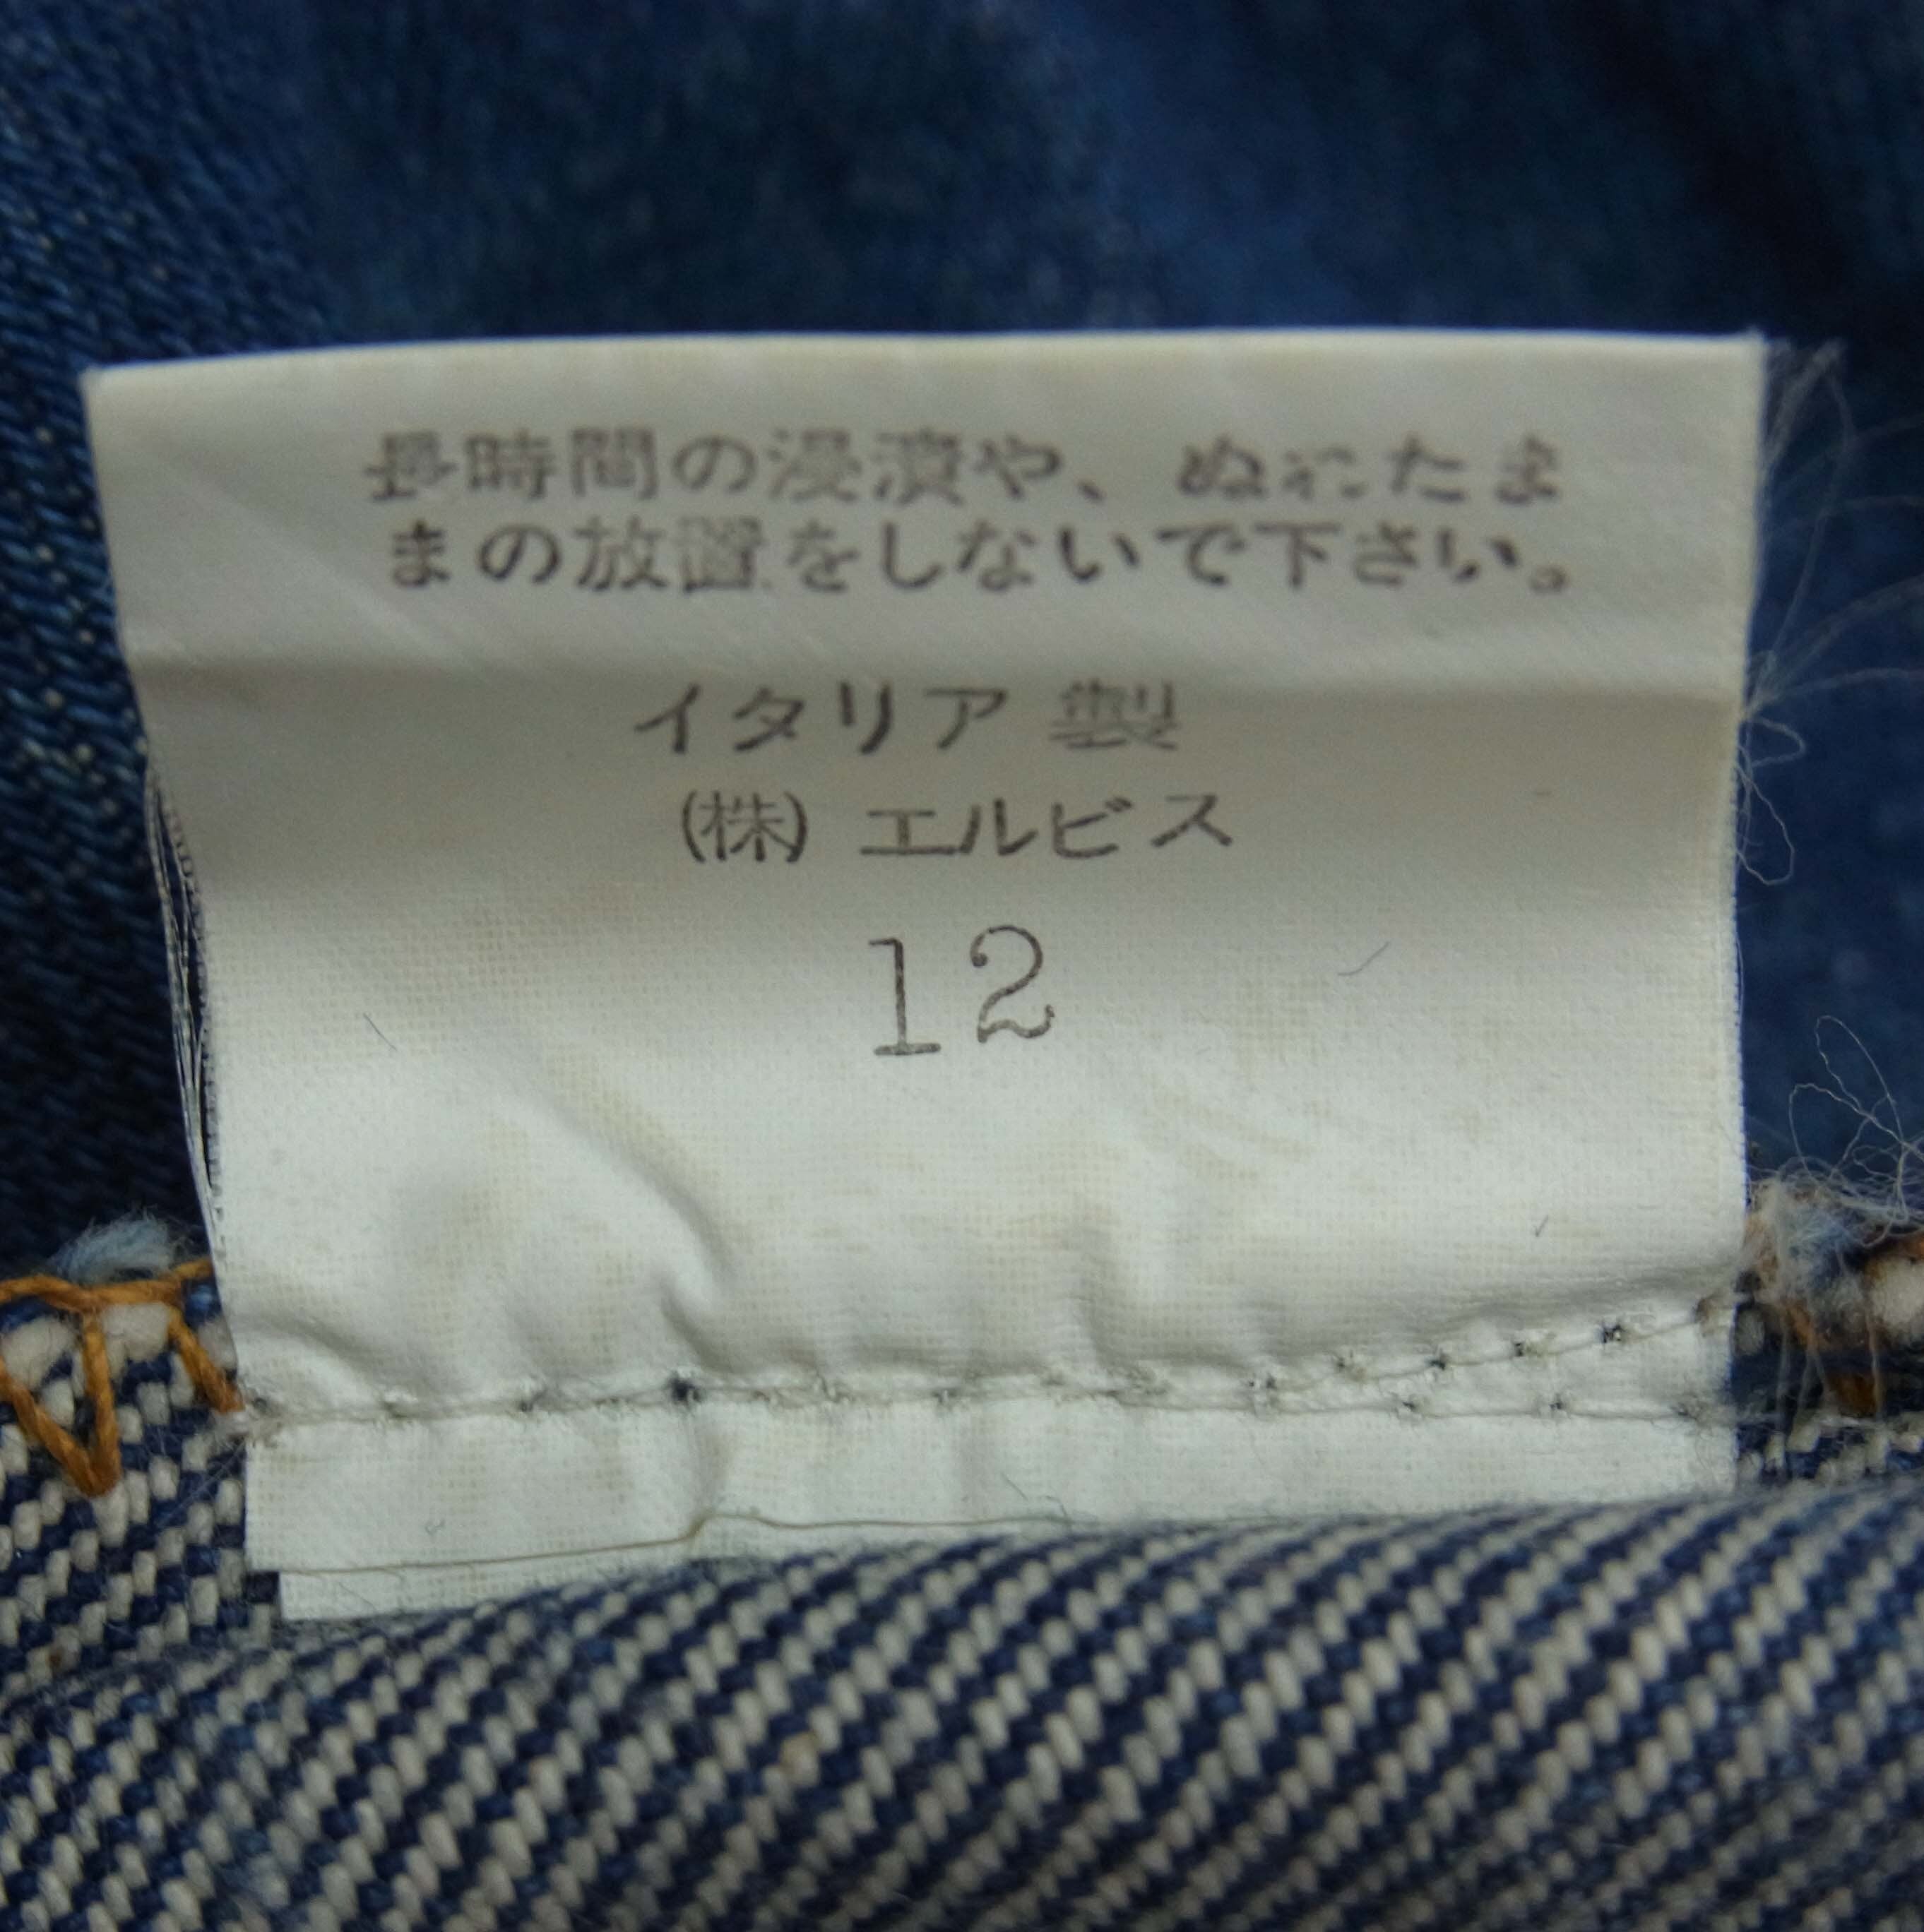 長時間の浸漬や、ぬれたま
まの放置をしないで下さい。
イタリア 製
(株) エルビス
12